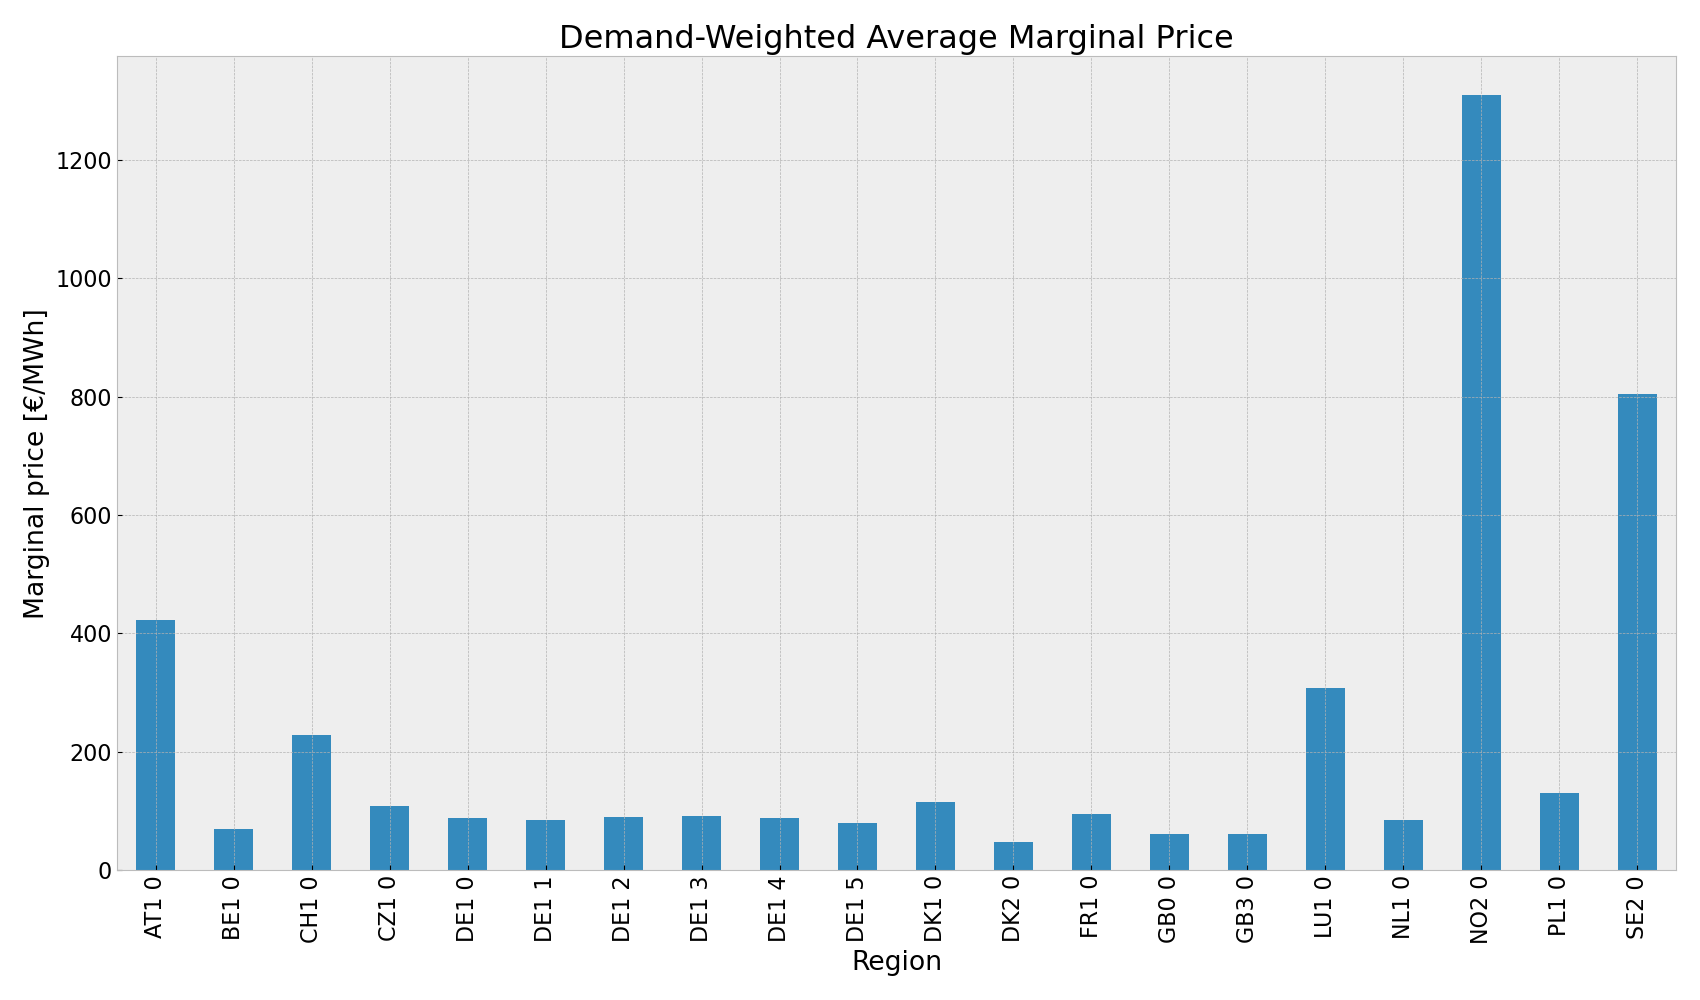 Demand-Weighted Average Marginal Price
Marginal price [€/MWh]
1200
1000
800
600
400
200
0
AT1 0
BE1 0
CH1 0
CZ1 0
DE1 0
DE1 1
DE1 2
DE1 3
DE1 4
DE1 5
DK1 0
DK2 0
FR1 0
GB0 0
GB3 0
LU1 0
NL1 0
NO2 0
PL1 0
SE2 0
Region